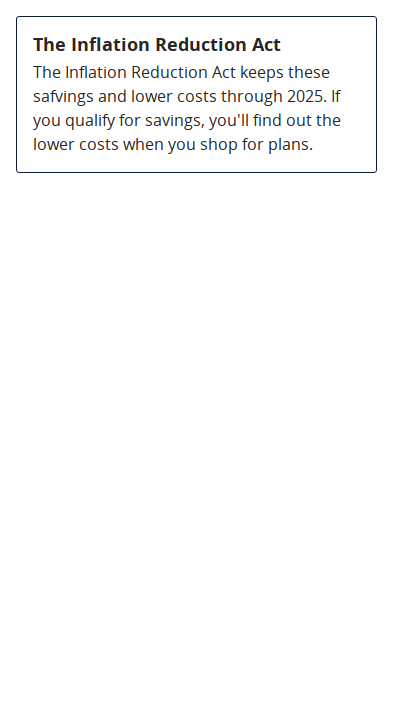 The Inflation Reduction Act
The Inflation Reduction Act keeps these
safvings and lower costs through 2025. If
you qualify for savings, you'll find out the
lower costs when you shop for plans.